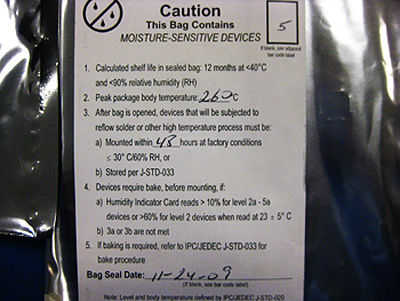 Caution
This Bag Contains
MOISTURE-SENSITIVE DEVICES
5
If blank, see adjacent
bar code label
1. Calculated shelf life in sealed bag: 12 months at <40°C
and <90% relative humidity (RH)
2. Peak package body temperature: 260°C
3. After bag is opened, devices that will be subjected to
reflow solder or other high temperature process must be:
a) Mounted within 48 hours at factory conditions
≤ 30° C/60% RH, or
b) Stored per J-STD-033
4. Devices require bake, before mounting, if:
a) Humidity Indicator Card reads > 10% for level 2a - 5a
devices or >60% for level 2 devices when read at 23 ± 5° C
b) 3a or 3b are not met
5. If baking is required, refer to IPC/JEDEC J-STD-033 for
bake procedure
Bag Seal Date: 11-24-09
(If blank, see bar code label)
Note: Level and body temperature defined by IPC/JEDEC J-STD-020